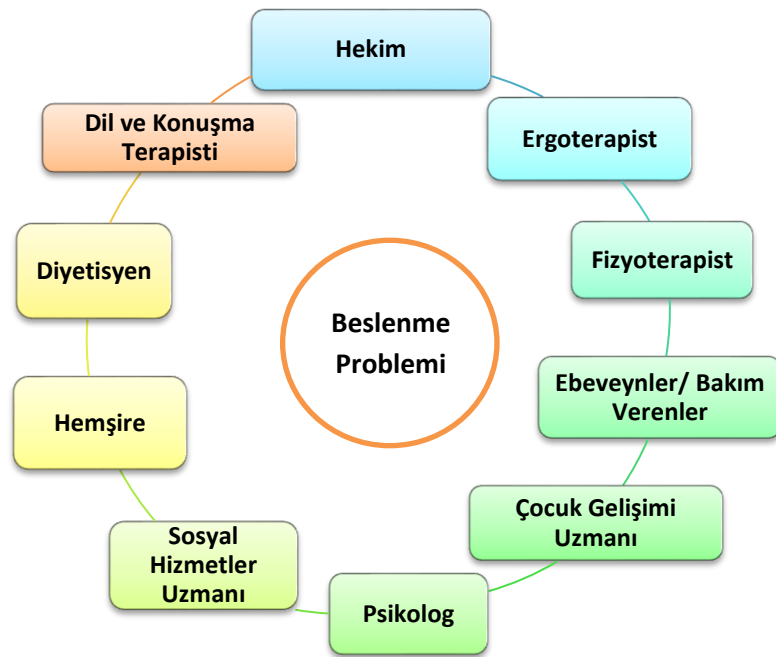 Hekim
Ergoterapist
Fizyoterapist
Ebeveynler/ Bakım
Verenler
Çocuk Gelişimi
Uzmanı
Psikolog
Sosyal
Hizmetler
Uzmanı
Hemşire
Diyetisyen
Dil ve Konuşma
Terapisti
Beslenme
Problemi